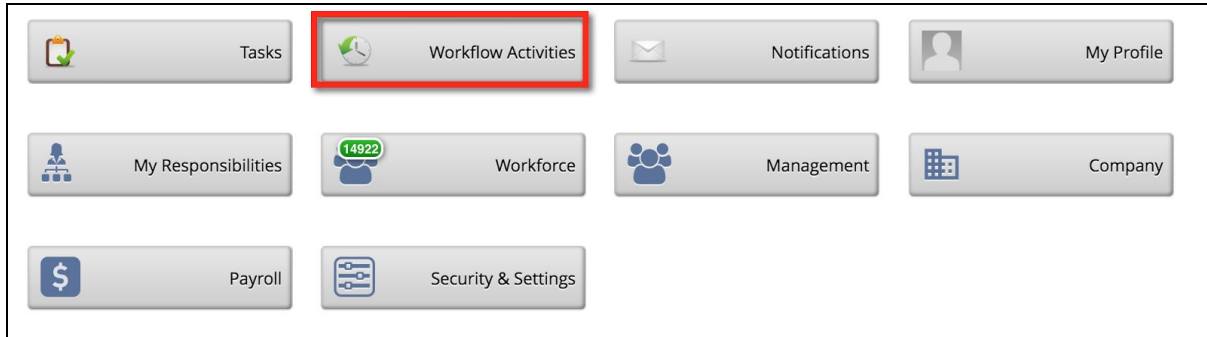 Tasks
Workflow Activities
Notifications
My Profile
My Responsibilities
14922
Workforce
Management
Company
$
Payroll
Security & Settings